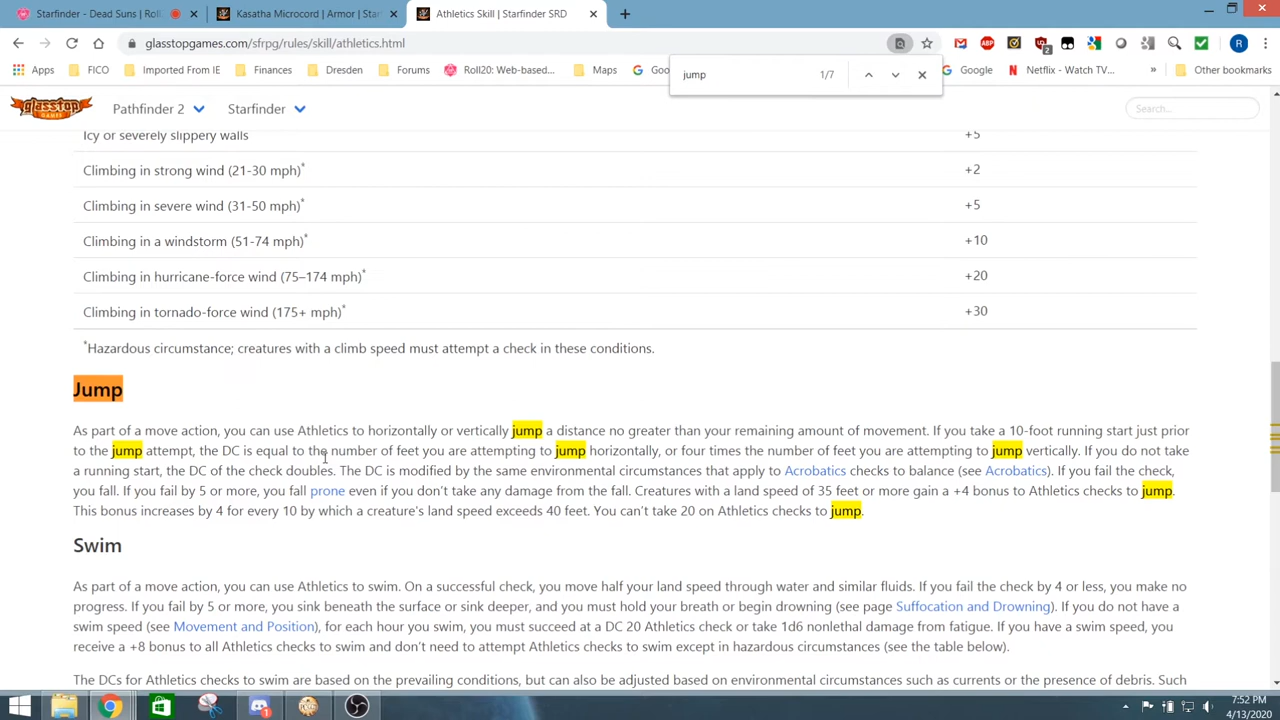 Starfinder - Dead Suns | Roll2
Kasatha Microcord | Armor | Star
Athletics Skill | Starfinder SRD
glasstopgames.com/sfrpg/rules/skill/athletics.html
jump 1/7
Apps FICO Imported From IE Finances Dresden Forums Roll20: Web-based... Maps Goo Google Netflix - Watch TV... » Other bookmarks
glasstop GAMES Pathfinder 2 Starfinder Search...
Icy or severely slippery walls +5
Climbing in strong wind (21-30 mph)* +2
Climbing in severe wind (31-50 mph)* +5
Climbing in a windstorm (51-74 mph)* +10
Climbing in hurricane-force wind (75–174 mph)* +20
Climbing in tornado-force wind (175+ mph)* +30
*Hazardous circumstance; creatures with a climb speed must attempt a check in these conditions.
Jump
As part of a move action, you can use Athletics to horizontally or vertically jump a distance no greater than your remaining amount of movement. If you take a 10-foot running start just prior
to the jump attempt, the DC is equal to the number of feet you are attempting to jump horizontally, or four times the number of feet you are attempting to jump vertically. If you do not take
a running start, the DC of the check doubles. The DC is modified by the same environmental circumstances that apply to Acrobatics checks to balance (see Acrobatics). If you fail the check,
you fall. If you fail by 5 or more, you fall prone even if you don't take any damage from the fall. Creatures with a land speed of 35 feet or more gain a +4 bonus to Athletics checks to jump.
This bonus increases by 4 for every 10 by which a creature's land speed exceeds 40 feet. You can't take 20 on Athletics checks to jump.
Swim
As part of a move action, you can use Athletics to swim. On a successful check, you move half your land speed through water and similar fluids. If you fail the check by 4 or less, you make no
progress. If you fail by 5 or more, you sink beneath the surface or sink deeper, and you must hold your breath or begin drowning (see page Suffocation and Drowning). If you do not have a
swim speed (see Movement and Position), for each hour you swim, you must succeed at a DC 20 Athletics check or take 1d6 nonlethal damage from fatigue. If you have a swim speed, you
receive a +8 bonus to all Athletics checks to swim and don't need to attempt Athletics checks to swim except in hazardous circumstances (see the table below).
The DCs for Athletics checks to swim are based on the prevailing conditions, but can also be adjusted based on environmental circumstances such as currents or the presence of debris. Such
7:52 PM
4/13/2020